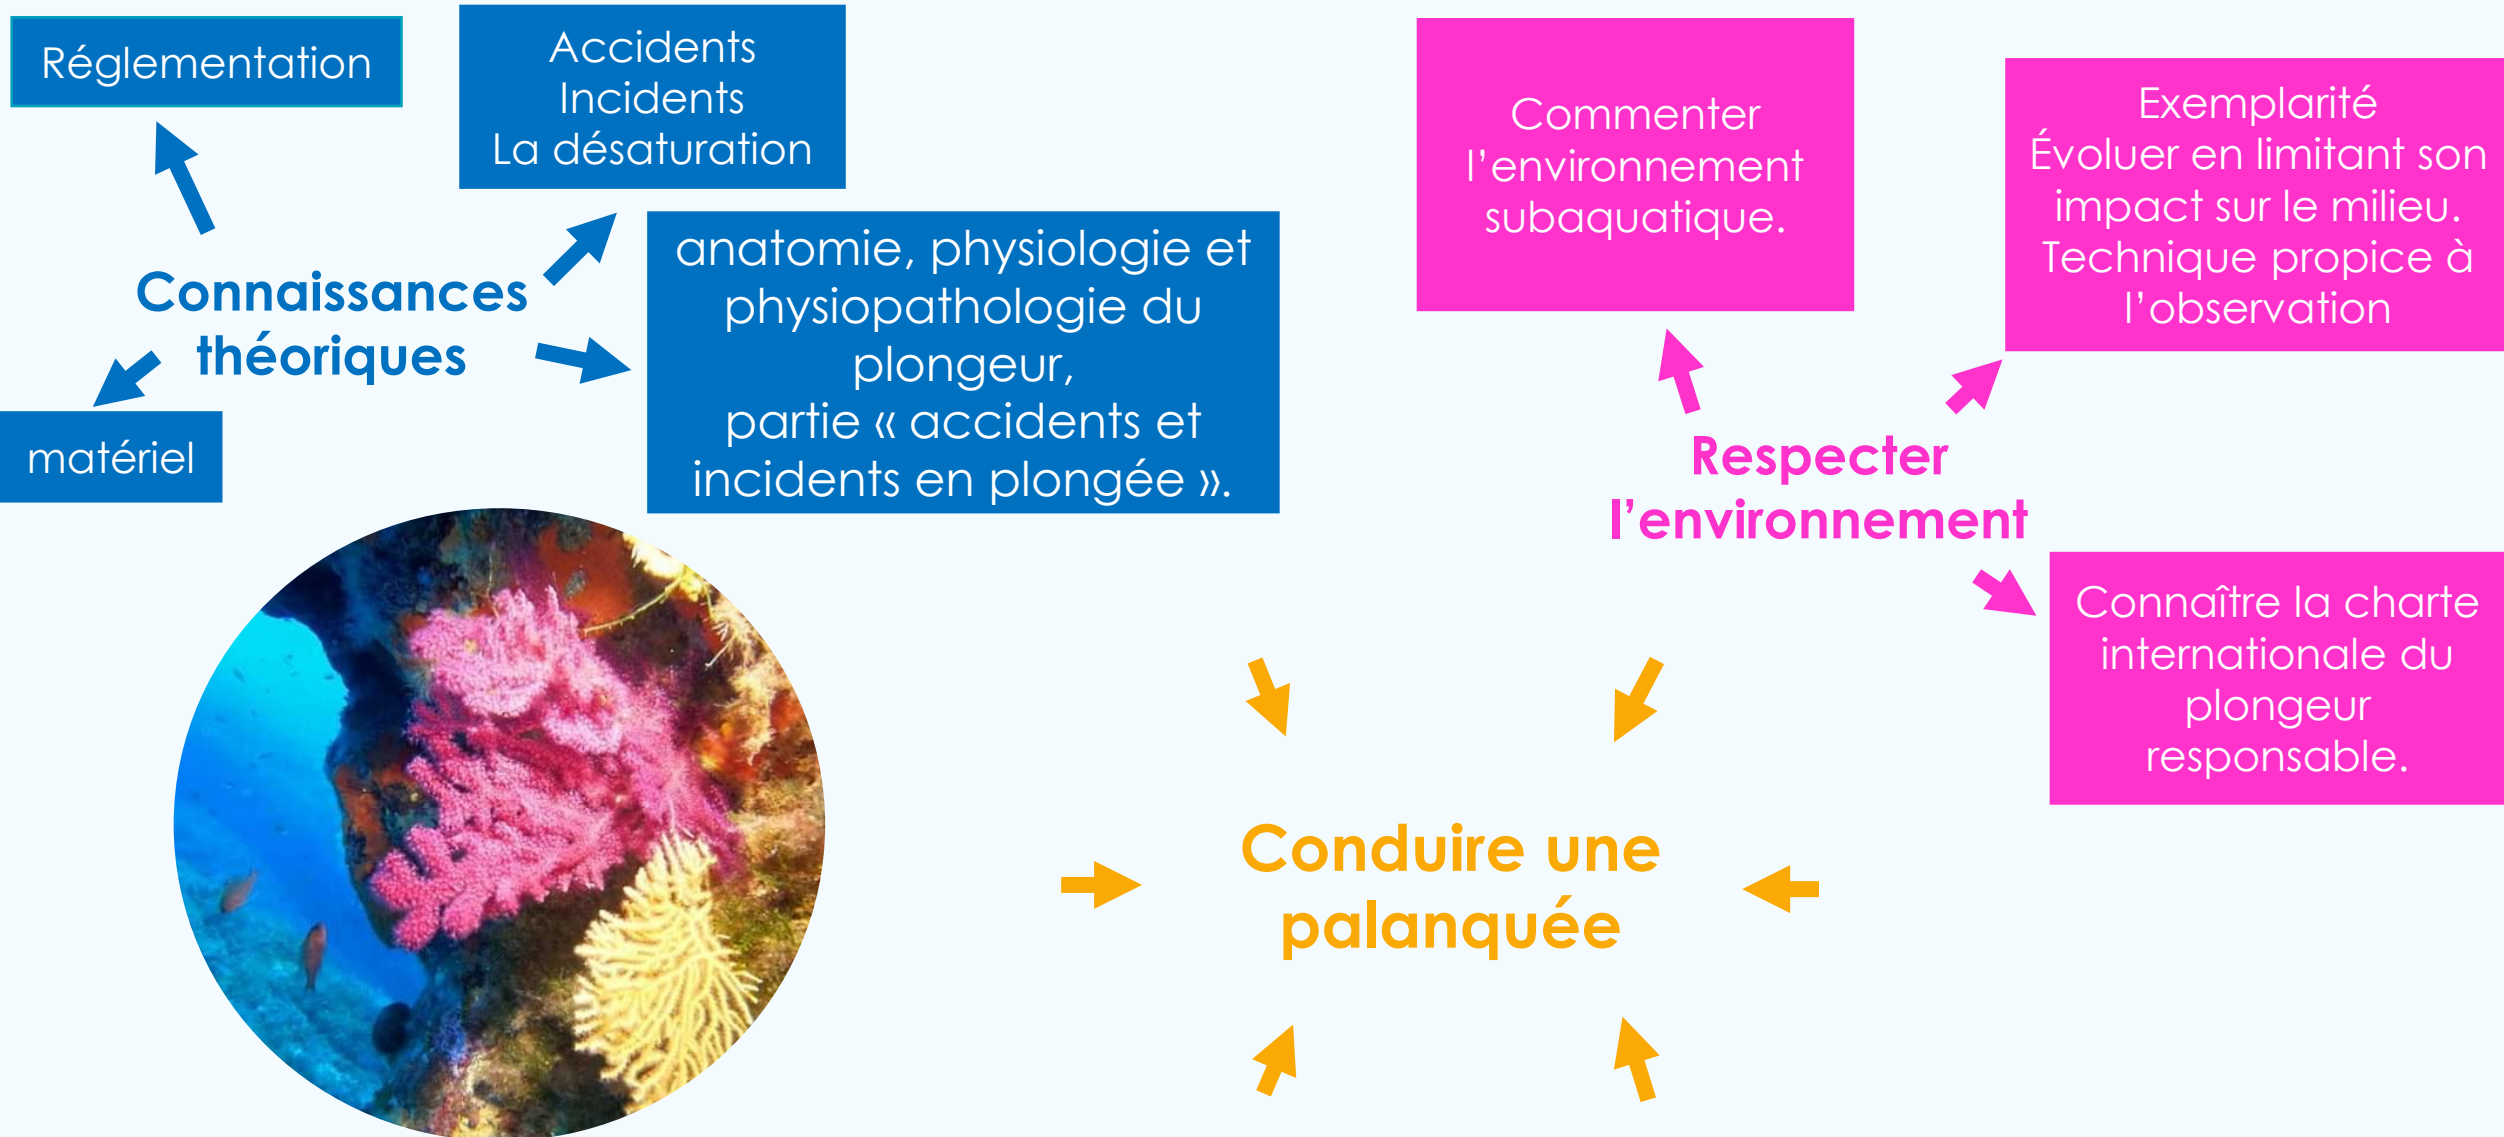 Réglementation
Accidents
Incidents
La désaturation
Connaissances
théoriques
anatomie, physiologie et
physiopathologie du
plongeur,
partie « accidents et
incidents en plongée ».
matériel
Commenter
l’environnement
subaquatique.
Exemplarité
Évoluer en limitant son
impact sur le milieu.
Technique propice à
l’observation
Respecter
l’environnement
Connaître la charte
internationale du
plongeur
responsable.
Conduire une
palanquée